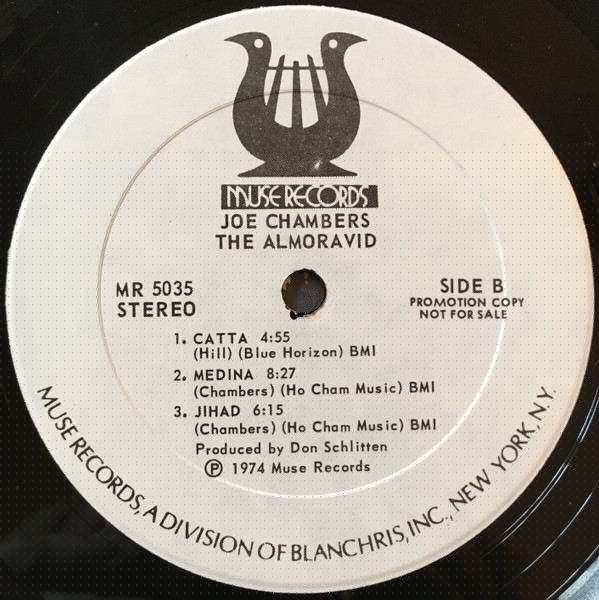 MUSE RECORDS
JOE CHAMBERS
THE ALMORAVID
MR 5035
STEREO
SIDE B
PROMOTION COPY
NOT FOR SALE
1. CATTA 4:55
(Hill) (Blue Horizon) BMI
2. MEDINA 8:27
(Chambers) (Ho Cham Music) BMI
3. JIHAD 6:15
(Chambers) (Ho Cham Music) BMI
Produced by Don Schlitten
Ⓟ 1974 Muse Records
MUSE RECORDS, A DIVISION OF BLANCHRIS, INC., NEW YORK, N.Y.